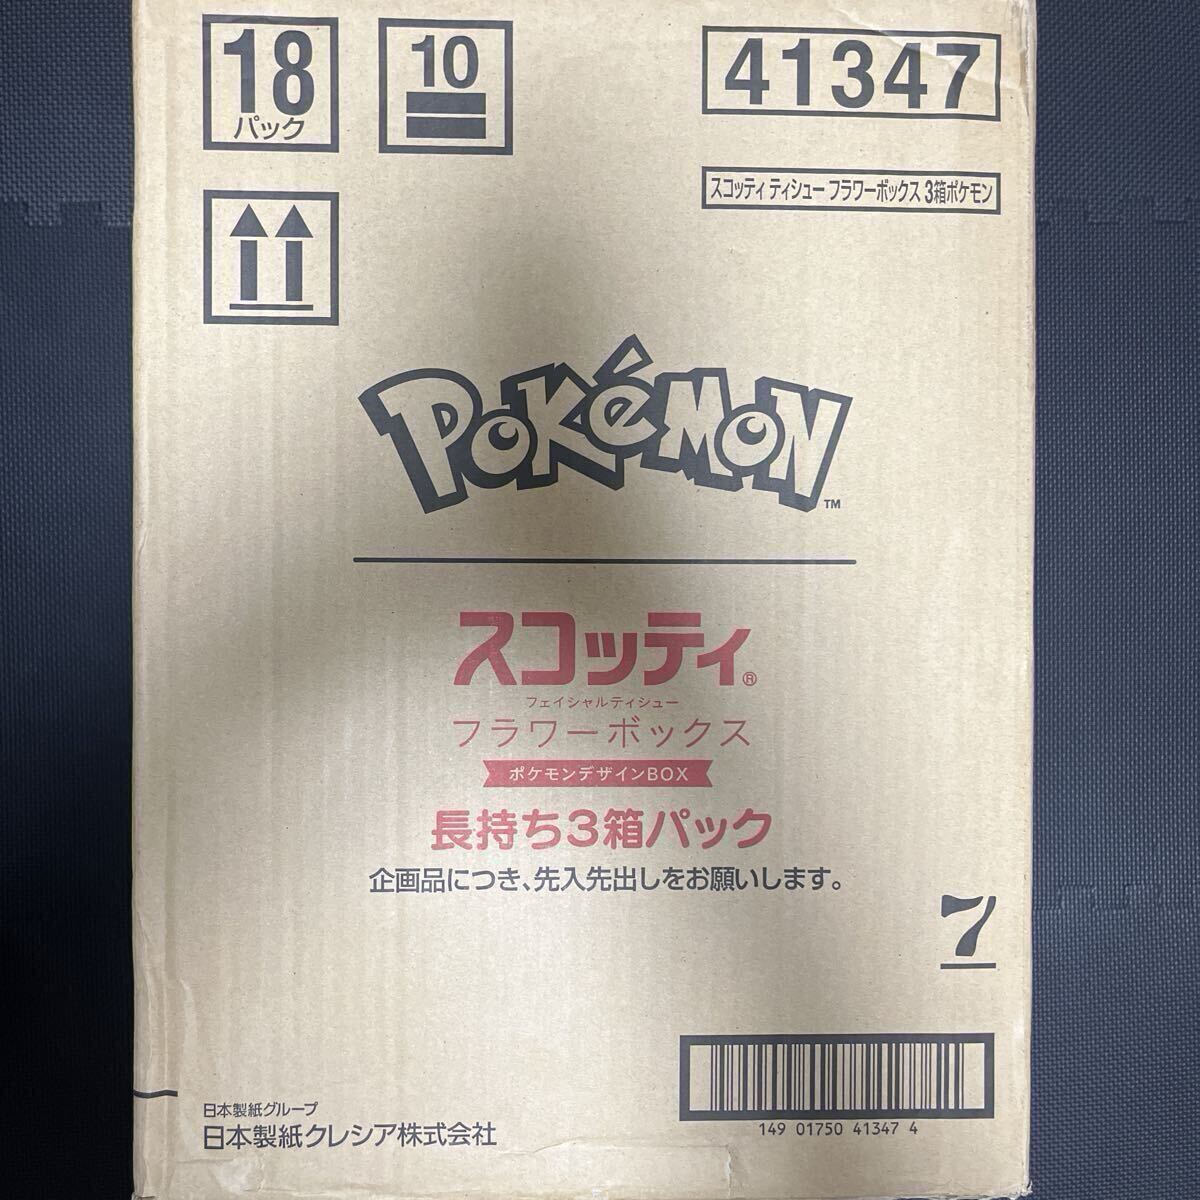 18
パック
10
41347
スコッティ ティシュー フラワーボックス 3箱ポケモン
POKéMON
TM
スコッティ®
フェイシャルティシュー
フラワーボックス
ポケモンデザインBOX
長持ち3箱パック
企画品につき、先入先出しをお願いします。
7
日本製紙グループ
日本製紙クレシア株式会社
149 01750 41347 4